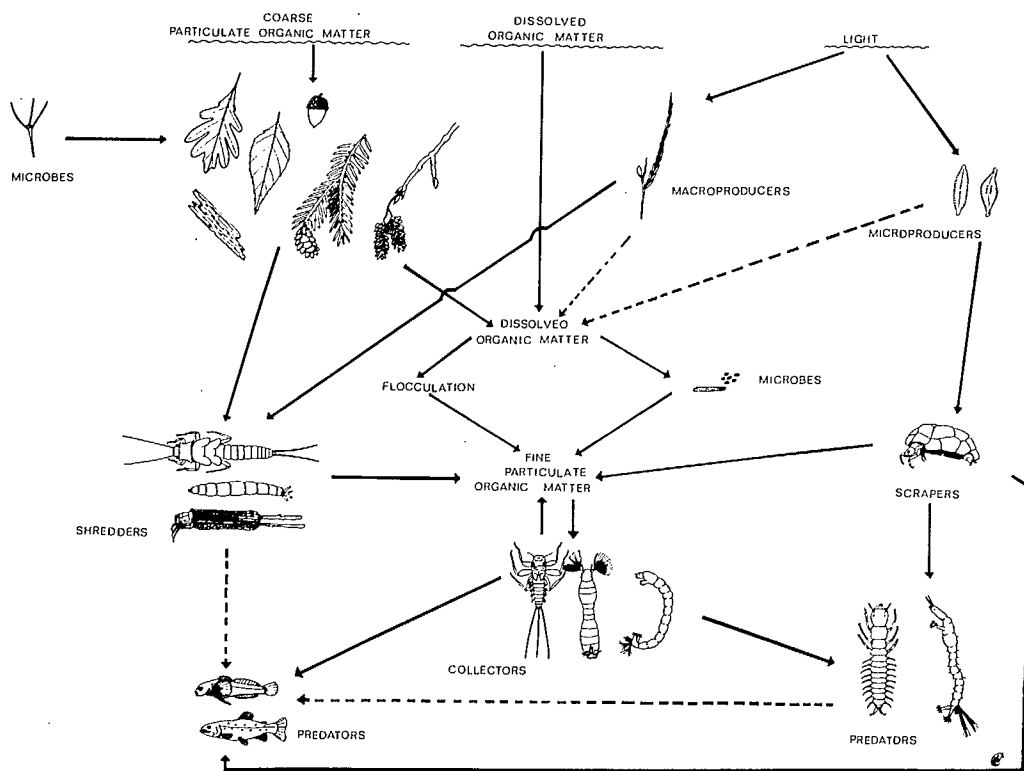 COARSE
PARTICULATE ORGANIC MATTER
DISSOLVED
ORGANIC MATTER
LIGHT
MICROBES
MACROPRODUCERS
MICROPRODUCERS
DISSOLVED
ORGANIC MATTER
FLOCCULATION
MICROBES
FINE
PARTICULATE
ORGANIC MATTER
SCRAPERS
SHREDDERS
COLLECTORS
PREDATORS
PREDATORS